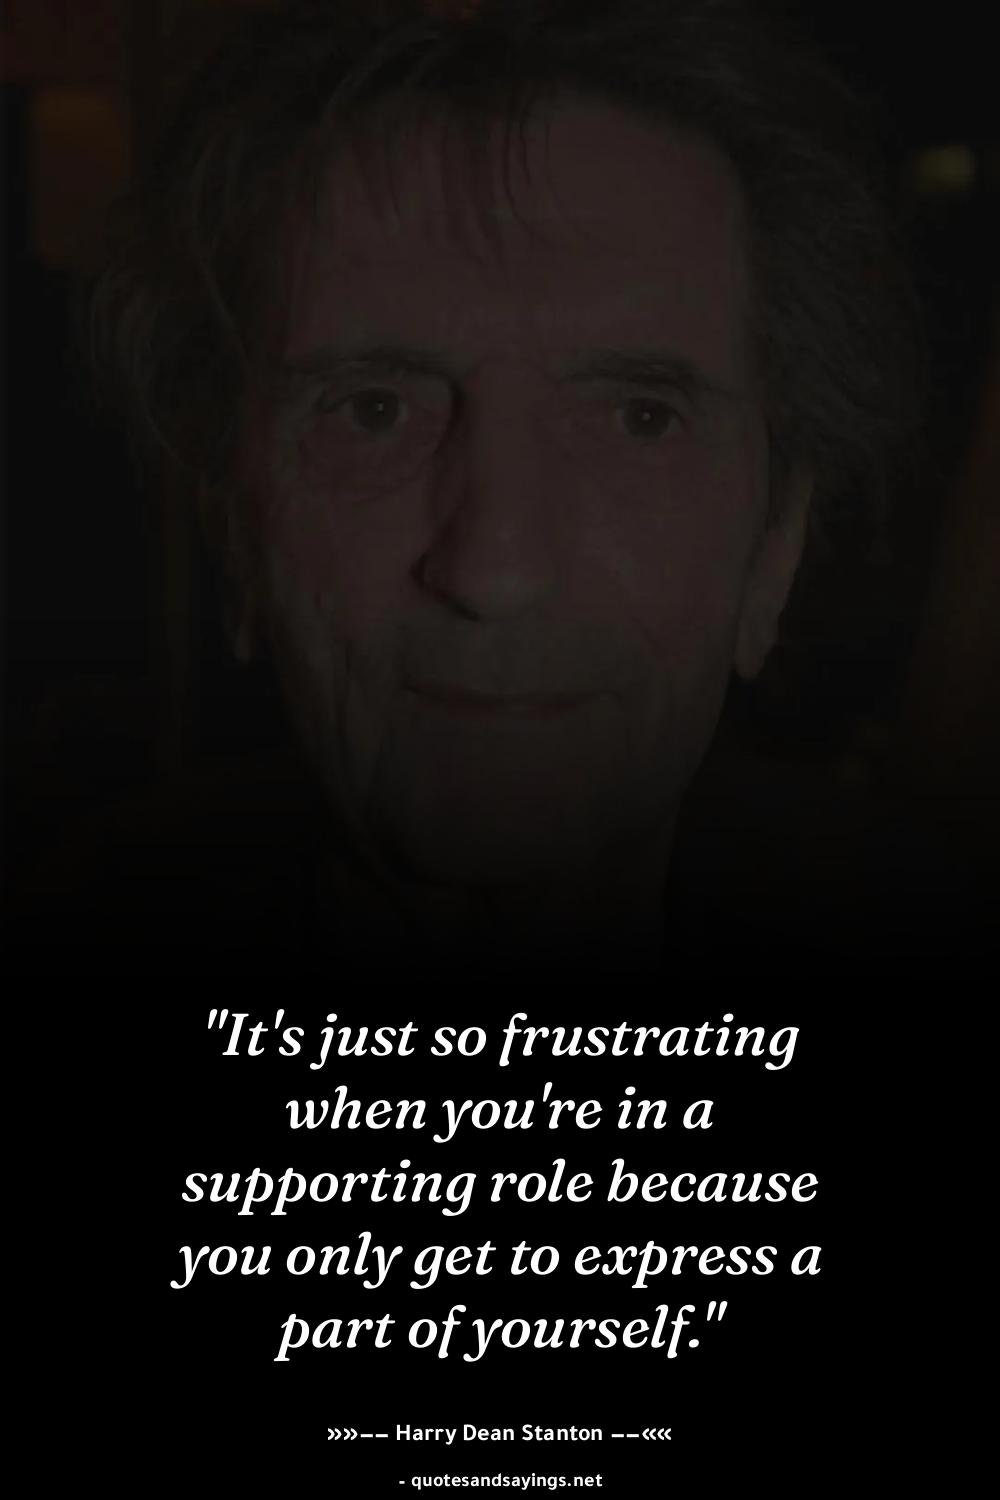 "It's just so frustrating
when you're in a
supporting role because
you only get to express a
part of yourself."
»»–– Harry Dean Stanton ––««
- quotesandsayings.net